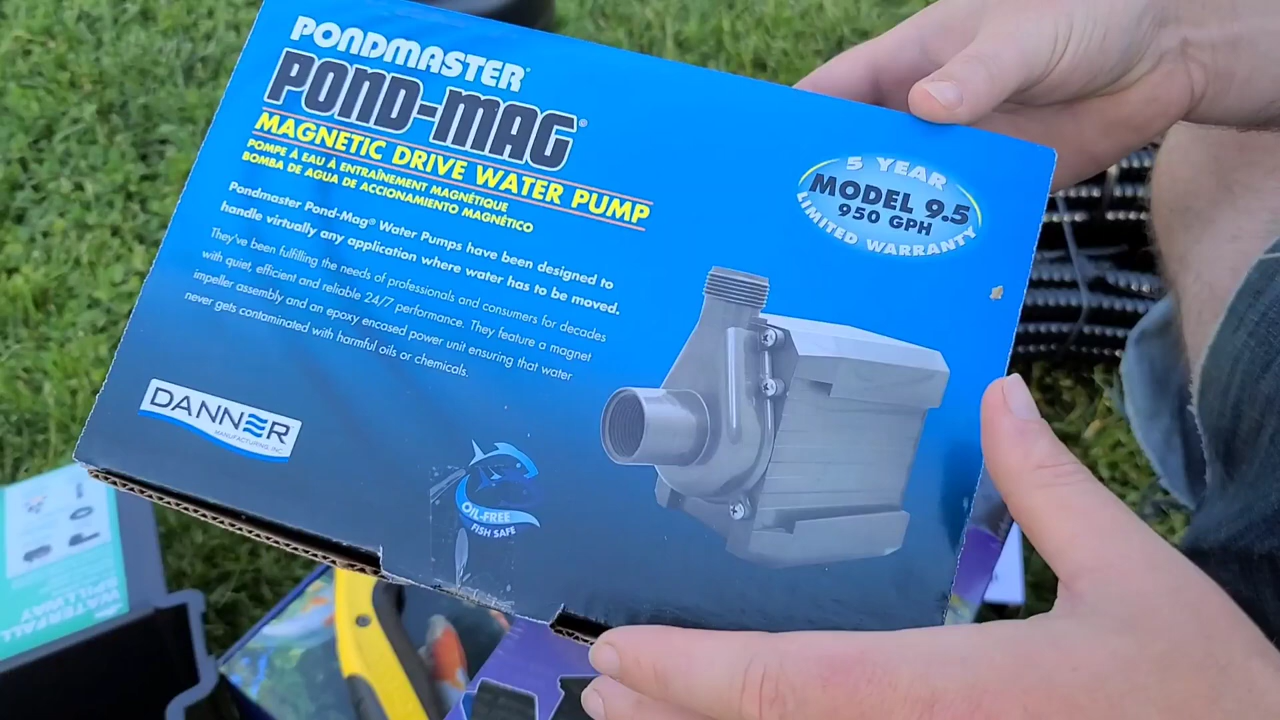 PONDMASTER®
POND-MAG®
MAGNETIC DRIVE WATER PUMP
POMPE À EAU À ENTRAÎNEMENT MAGNÉTIQUE
BOMBA DE AGUA DE ACCIONAMIENTO MAGNÉTICO
Pondmaster Pond-Mag® Water Pumps have been designed to
handle virtually any application where water has to be moved.
They've been fulfilling the needs of professionals and consumers for decades
with quiet, efficient and reliable 24/7 performance. They feature a magnet
impeller assembly and an epoxy encased power unit ensuring that water
never gets contaminated with harmful oils or chemicals.
5 YEAR
MODEL 9.5
950 GPH
LIMITED WARRANTY
DANNER
MANUFACTURING, INC.
OIL-FREE
FISH SAFE
WATERFALL
SPILLWAY